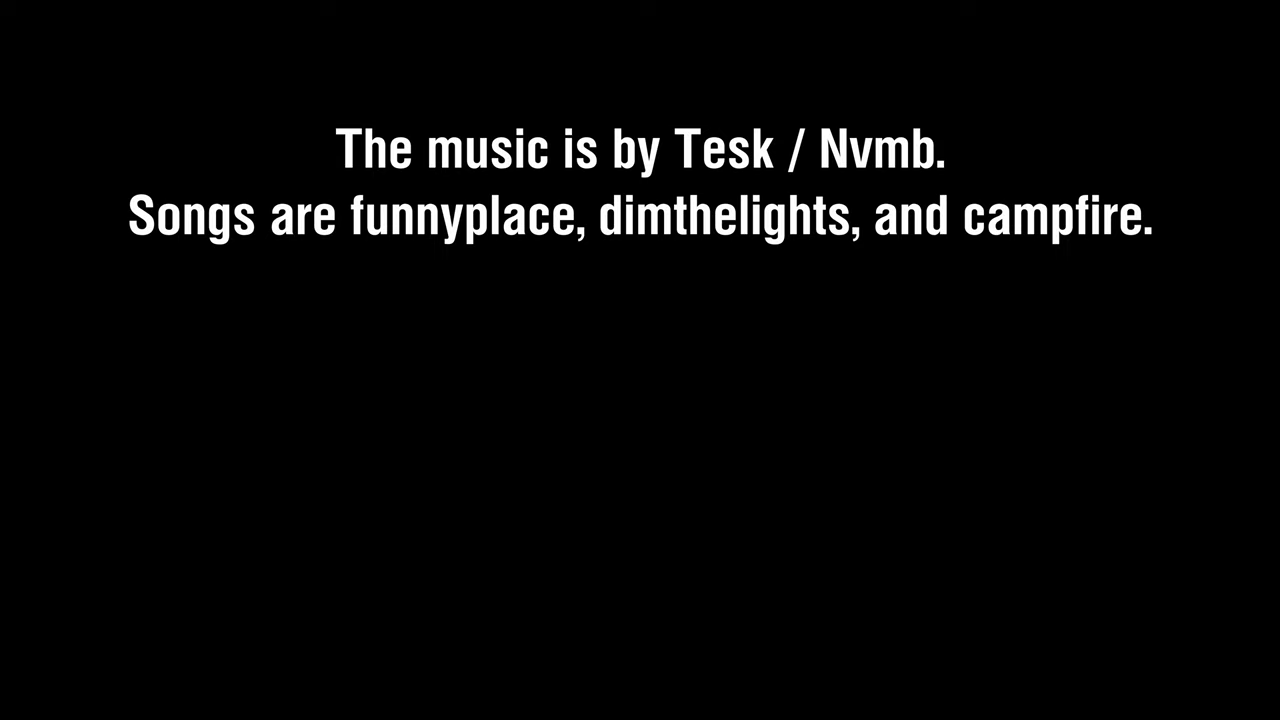 The music is by Tesk / Nvmb.
Songs are funnyplace, dimthelights, and campfire.